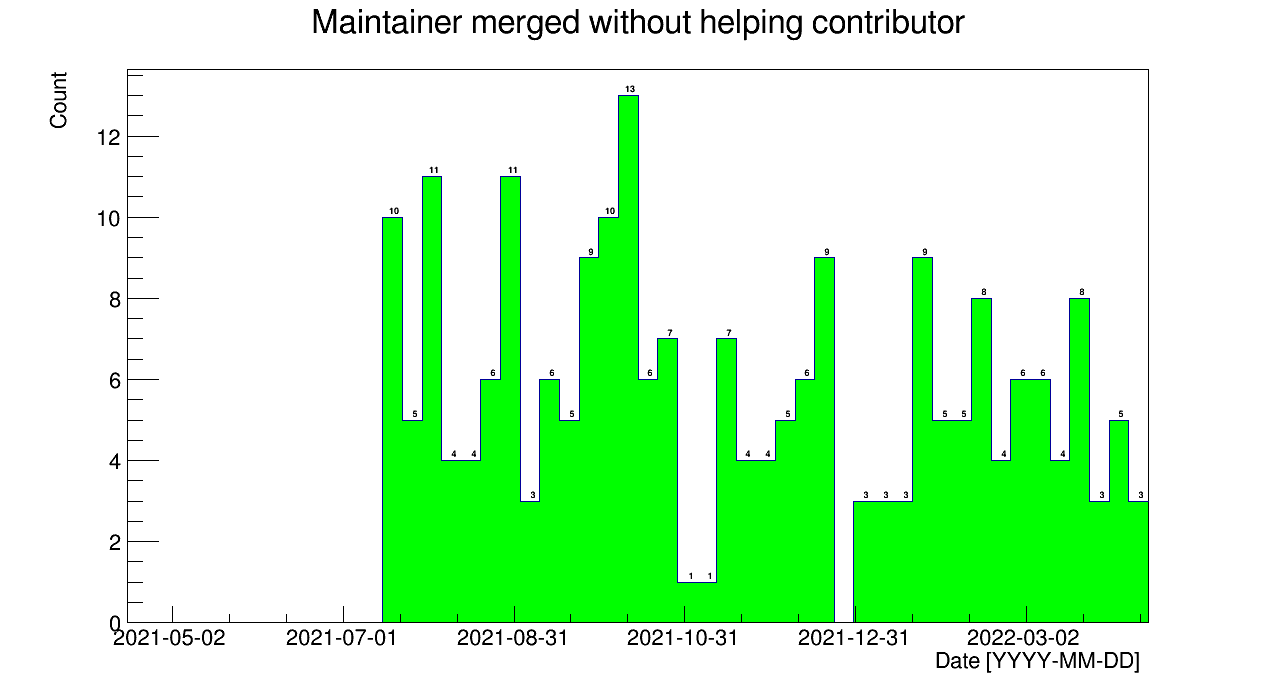 Maintainer merged without helping contributor
Count
12
10
8
6
4
2
0
10 5 11 4 4 6 11 3 6 5 9 10 13 6 7 1 1 7 4 4 5 6 9 3 3 3 9 5 5 8 4 6 6 4 8 3 5 3
2021-05-02 2021-07-01 2021-08-31 2021-10-31 2021-12-31 2022-03-02
Date [YYYY-MM-DD]